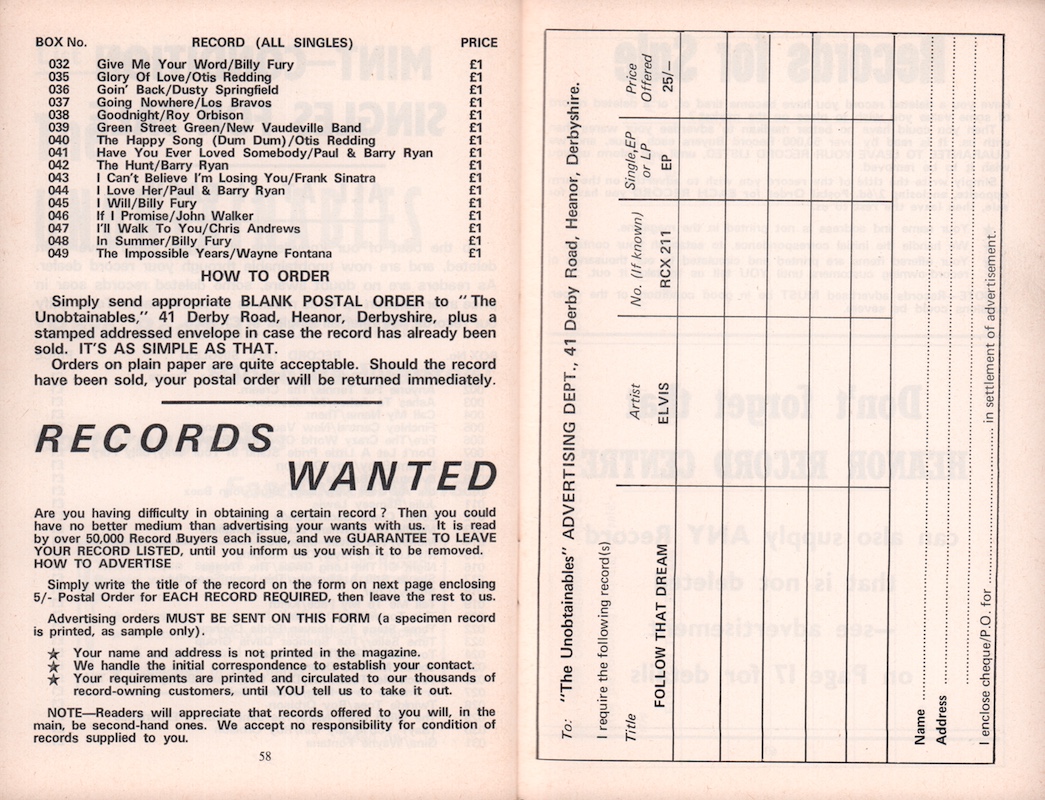 BOX No. RECORD (ALL SINGLES) PRICE
032 Give Me Your Word/Billy Fury £1
035 Glory Of Love/Otis Redding £1
036 Goin' Back/Dusty Springfield £1
037 Going Nowhere/Los Bravos £1
038 Goodnight/Roy Orbison £1
039 Green Street Green/New Vaudeville Band £1
040 The Happy Song (Dum Dum)/Otis Redding £1
041 Have You Ever Loved Somebody/Paul & Barry Ryan £1
042 The Hunt/Barry Ryan £1
043 I Can't Believe I'm Losing You/Frank Sinatra £1
044 I Love Her/Paul & Barry Ryan £1
045 I Will/Billy Fury £1
046 If I Promise/John Walker £1
047 I'll Walk To You/Chris Andrews £1
048 In Summer/Billy Fury £1
049 The Impossible Years/Wayne Fontana £1
HOW TO ORDER
Simply send appropriate BLANK POSTAL ORDER to "The
Unobtainables," 41 Derby Road, Heanor, Derbyshire, plus a
stamped addressed envelope in case the record has already been
sold. IT'S AS SIMPLE AS THAT.
Orders on plain paper are quite acceptable. Should the record
have been sold, your postal order will be returned immediately.
RECORDS
WANTED
Are you having difficulty in obtaining a certain record? Then you could
have no better medium than advertising your wants with us. It is read
by over 50,000 Record Buyers each issue, and we GUARANTEE TO LEAVE
YOUR RECORD LISTED, until you inform us you wish it to be removed.
HOW TO ADVERTISE
Simply write the title of the record on the form on next page enclosing
5/- Postal Order for EACH RECORD REQUIRED, then leave the rest to us.
Advertising orders MUST BE SENT ON THIS FORM (a specimen record
is printed, as sample only).
★ Your name and address is not printed in the magazine.
★ We handle the initial correspondence to establish your contact.
★ Your requirements are printed and circulated to our thousands of
record-owning customers, until YOU tell us to take it out.
NOTE—Readers will appreciate that records offered to you will, in the
main, be second-hand ones. We accept no responsibility for condition of
records supplied to you.
58
To: "The Unobtainables" ADVERTISING DEPT., 41 Derby Road, Heanor, Derbyshire.
I require the following record(s)
Title Artist No. (If known) Single, EP or LP Price Offered
FOLLOW THAT DREAM ELVIS RCX 211 EP 25/–
Name
Address
I enclose cheque/P.O. for in settlement of advertisement.